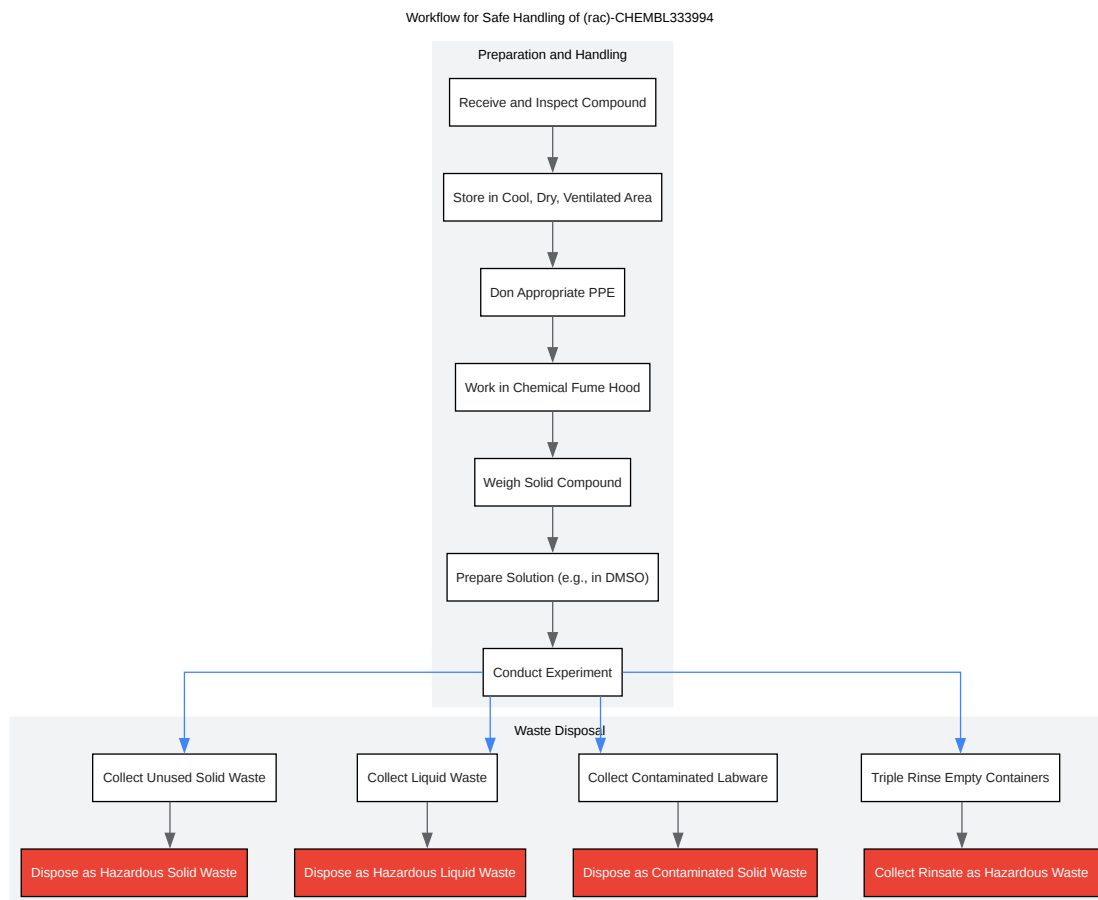 Workflow for Safe Handling of (rac)-CHEMBL333994
Preparation and Handling
Receive and Inspect Compound
Store in Cool, Dry, Ventilated Area
Don Appropriate PPE
Work in Chemical Fume Hood
Weigh Solid Compound
Prepare Solution (e.g., in DMSO)
Conduct Experiment
Waste Disposal
Collect Unused Solid Waste
Collect Liquid Waste
Collect Contaminated Labware
Triple Rinse Empty Containers
Dispose as Hazardous Solid Waste
Dispose as Hazardous Liquid Waste
Dispose as Contaminated Solid Waste
Collect Rinsate as Hazardous Waste